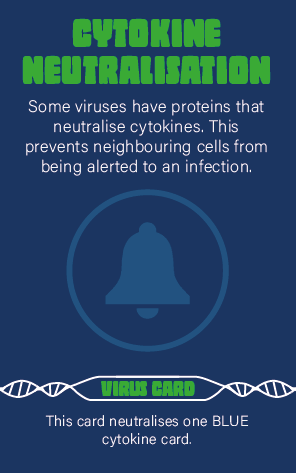 CYTOKINE
NEUTRALISATION
Some viruses have proteins that
neutralise cytokines. This
prevents neighbouring cells from
being alerted to an infection.
VIRUS CARD
This card neutralises one BLUE
cytokine card.